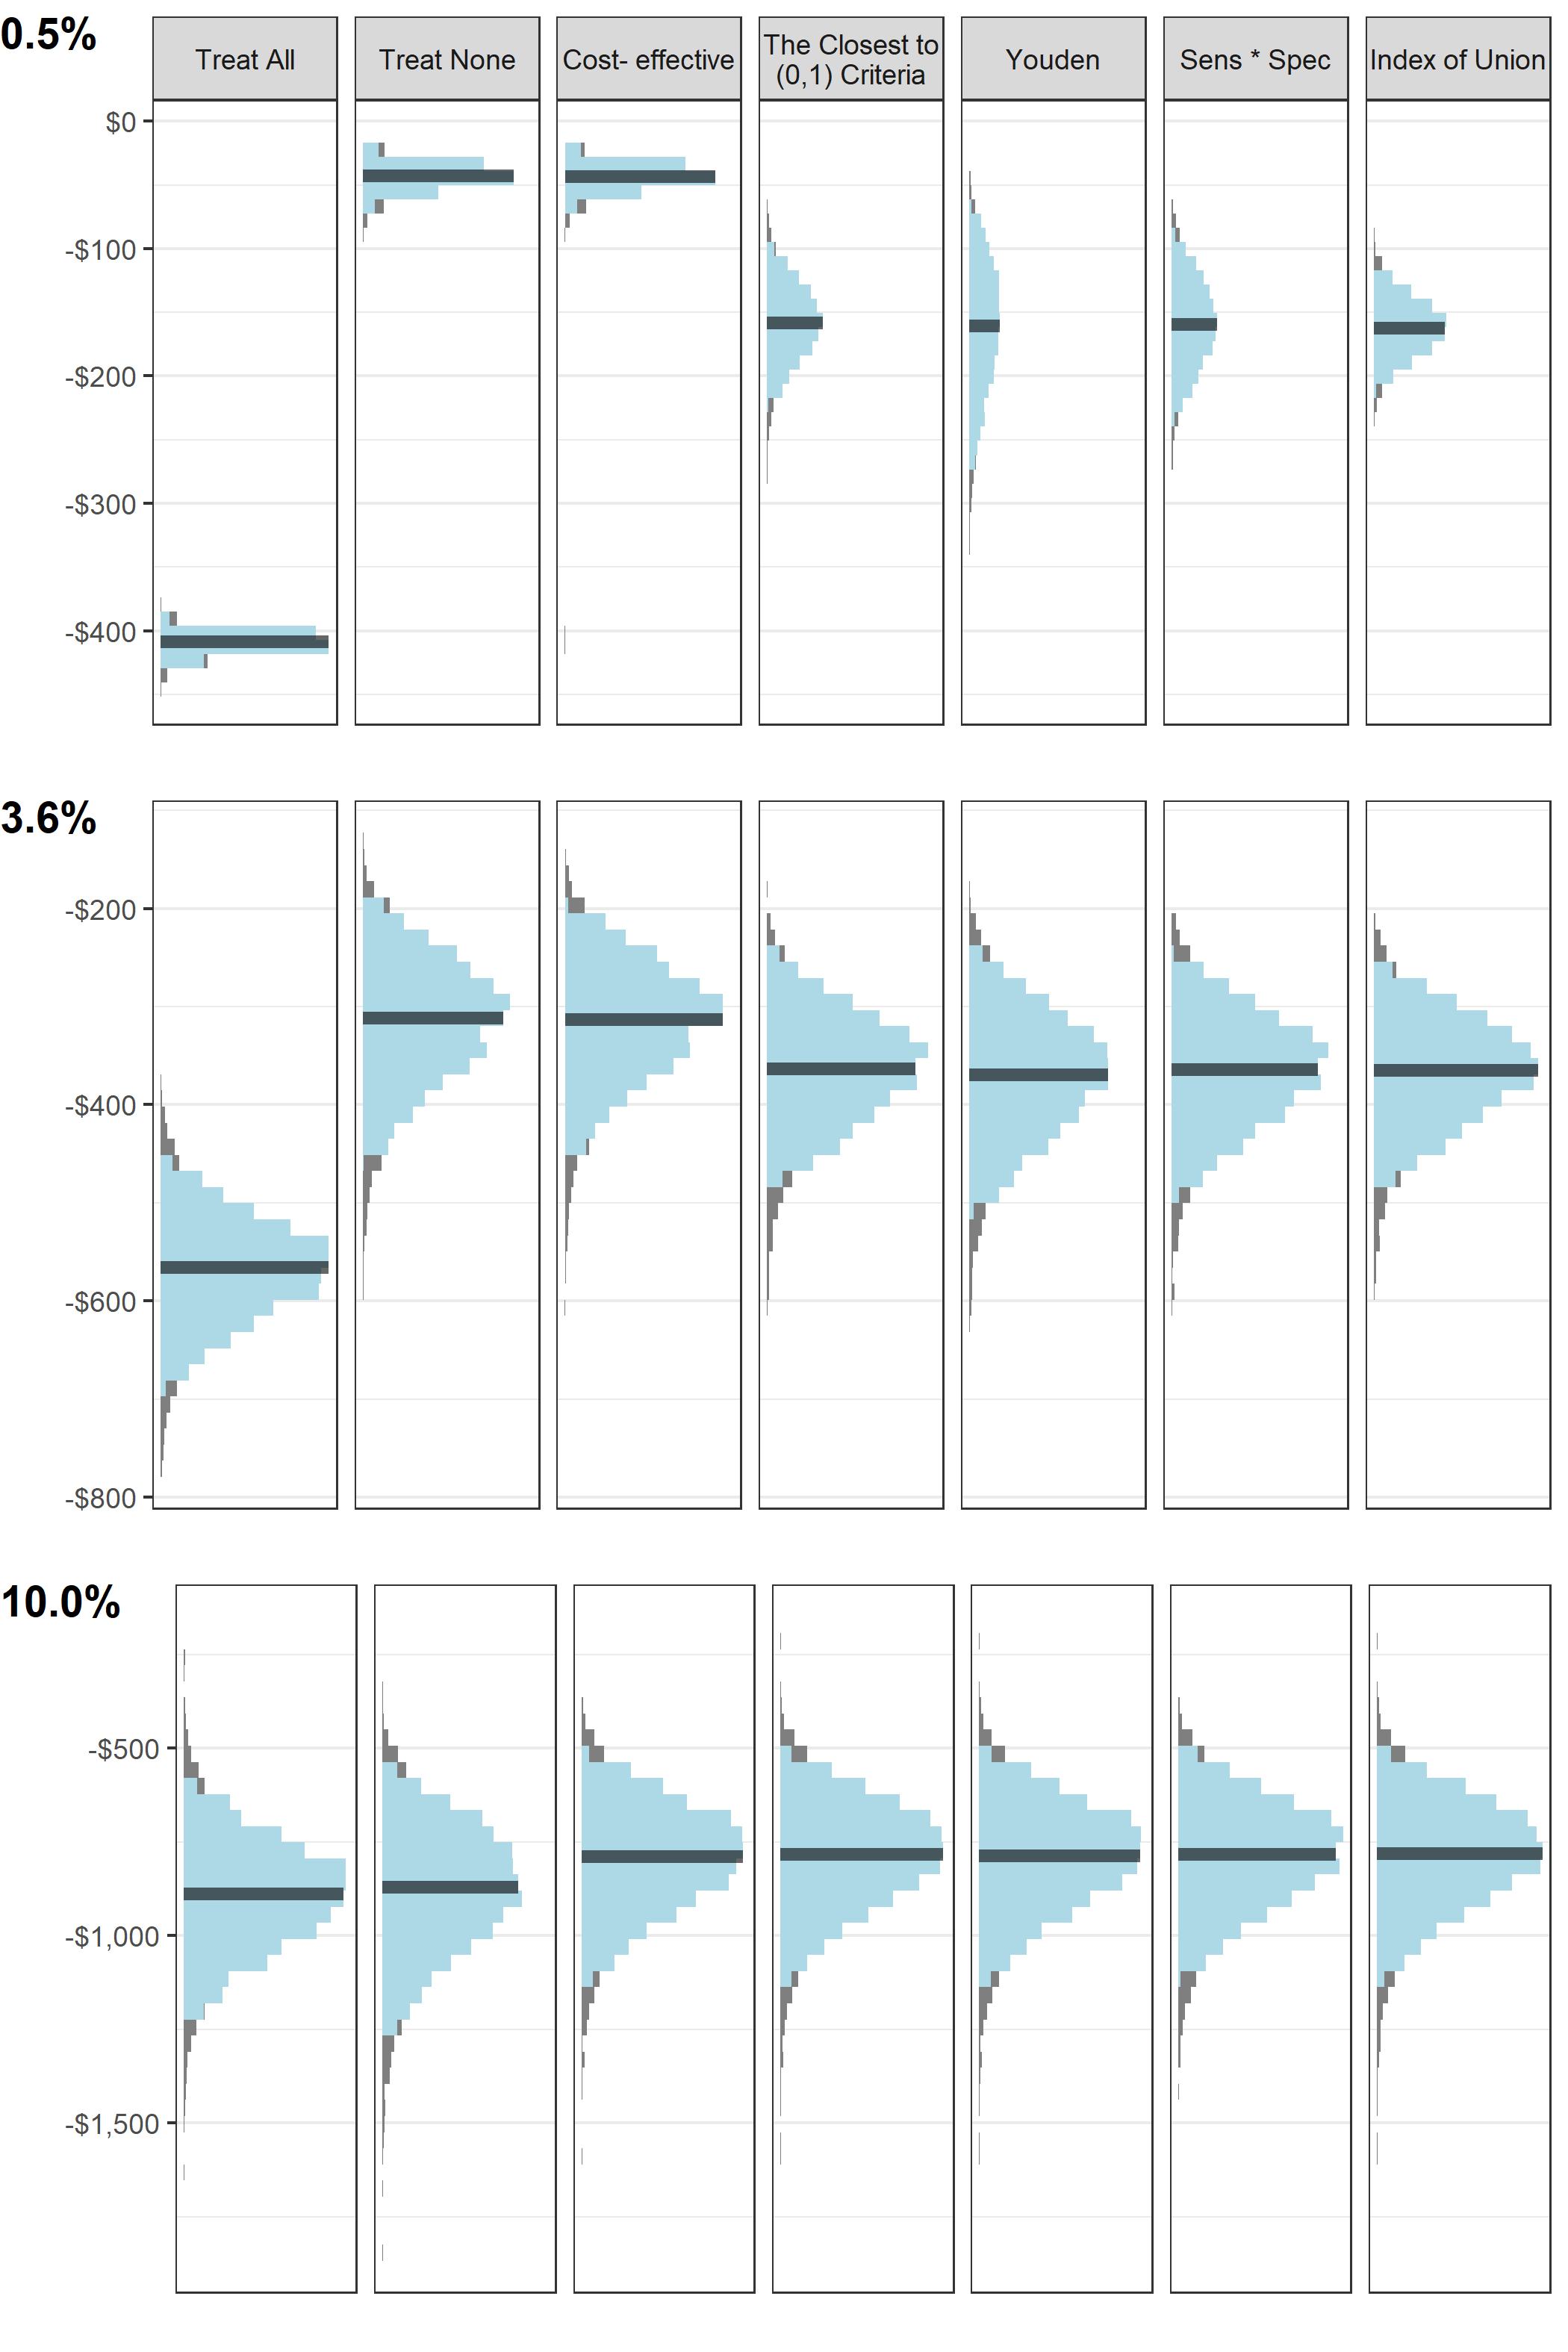 0.5%
Treat All
Treat None
Cost- effective
The Closest to
(0,1) Criteria
Youden
Sens * Spec
Index of Union
$0
-$100
-$200
-$300
-$400
3.6%
-$200
-$400
-$600
-$800
10.0%
-$500
-$1,000
-$1,500